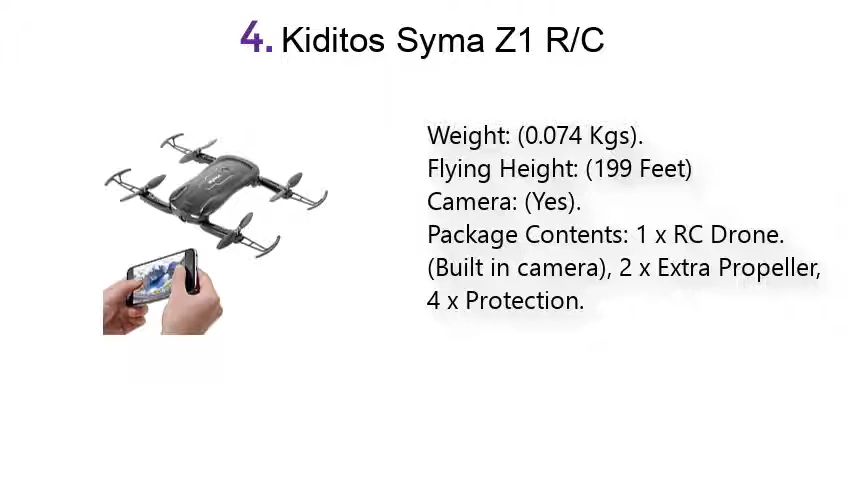 4. Kiditos Syma Z1 R/C
Weight: (0.074 Kgs).
Flying Height: (199 Feet)
Camera: (Yes).
Package Contents: 1 x RC Drone.
(Built in camera), 2 x Extra Propeller,
4 x Protection.